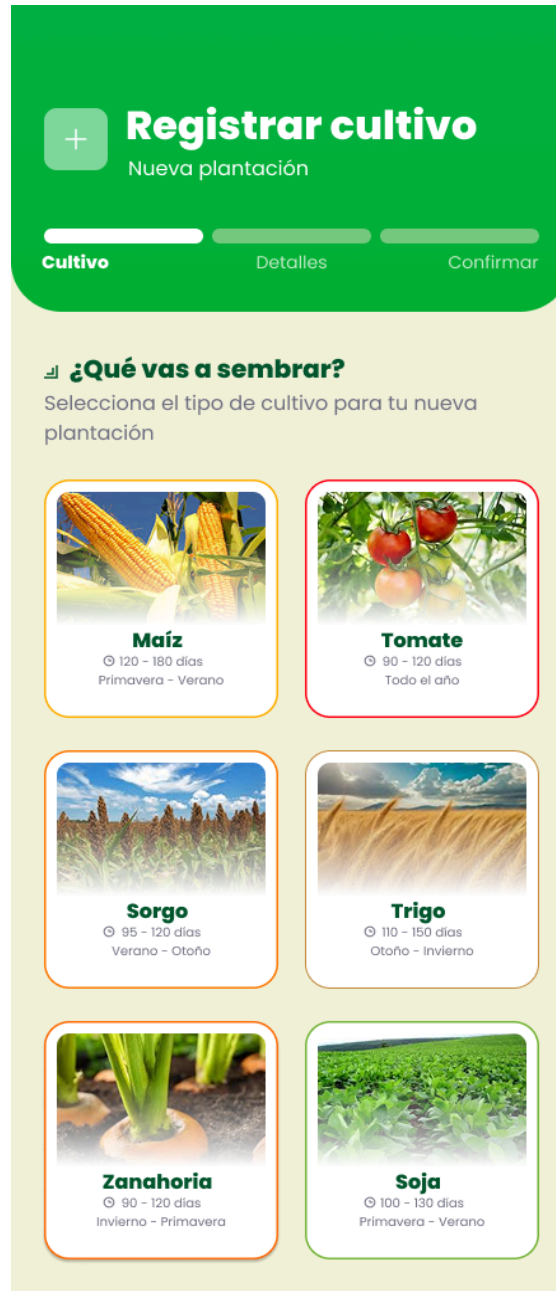 Registrar cultivo
Nueva plantación
Cultivo Detalles Confirmar
¿Qué vas a sembrar?
Selecciona el tipo de cultivo para tu nueva
plantación
Maíz
120 - 180 días
Primavera - Verano
Tomate
90 - 120 días
Todo el año
Sorgo
95 - 120 días
Verano - Otoño
Trigo
110 - 150 días
Otoño - Invierno
Zanahoria
90 - 120 días
Invierno - Primavera
Soja
100 - 130 días
Primavera - Verano